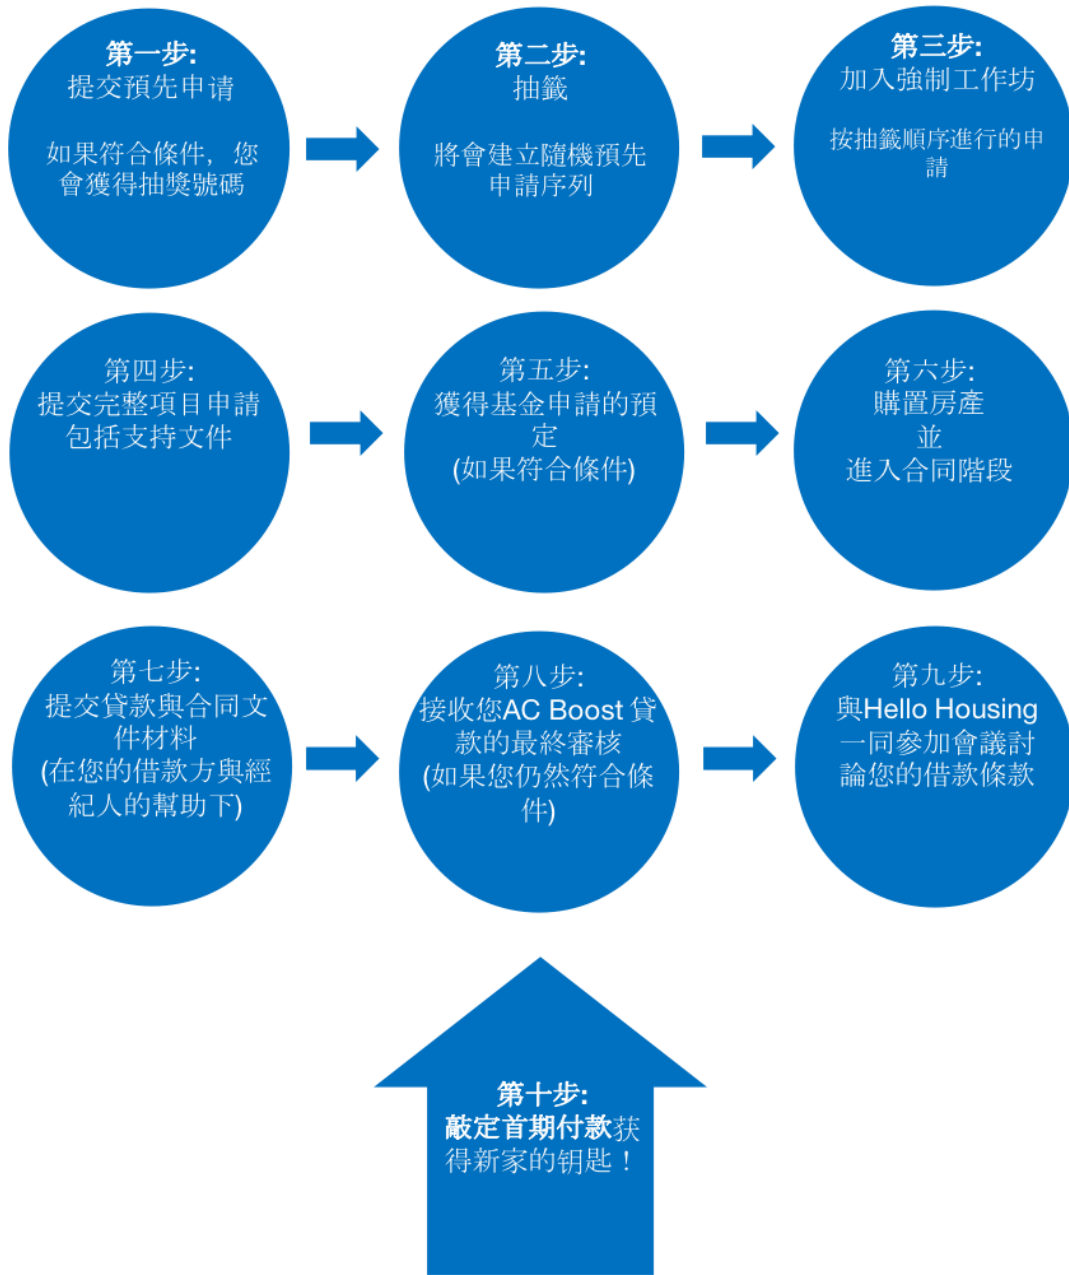 第一步:
提交預先申请
如果符合條件，您
會獲得抽獎號碼
第二步:
抽籤
將會建立隨機預先
申請序列
第三步:
加入強制工作坊
按抽籤順序進行的申
請
第四步:
提交完整項目申請
包括支持文件
第五步:
獲得基金申請的預
定
(如果符合條件)
第六步:
購置房產
並
進入合同階段
第七步:
提交貸款與合同文
件材料
(在您的借款方與經
紀人的幫助下)
第八步:
接收您AC Boost 貸
款的最終審核
(如果您仍然符合條
件)
第九步:
與Hello Housing
一同參加會議討
論您的借款條款
第十步:
敲定首期付款获
得新家的钥匙！